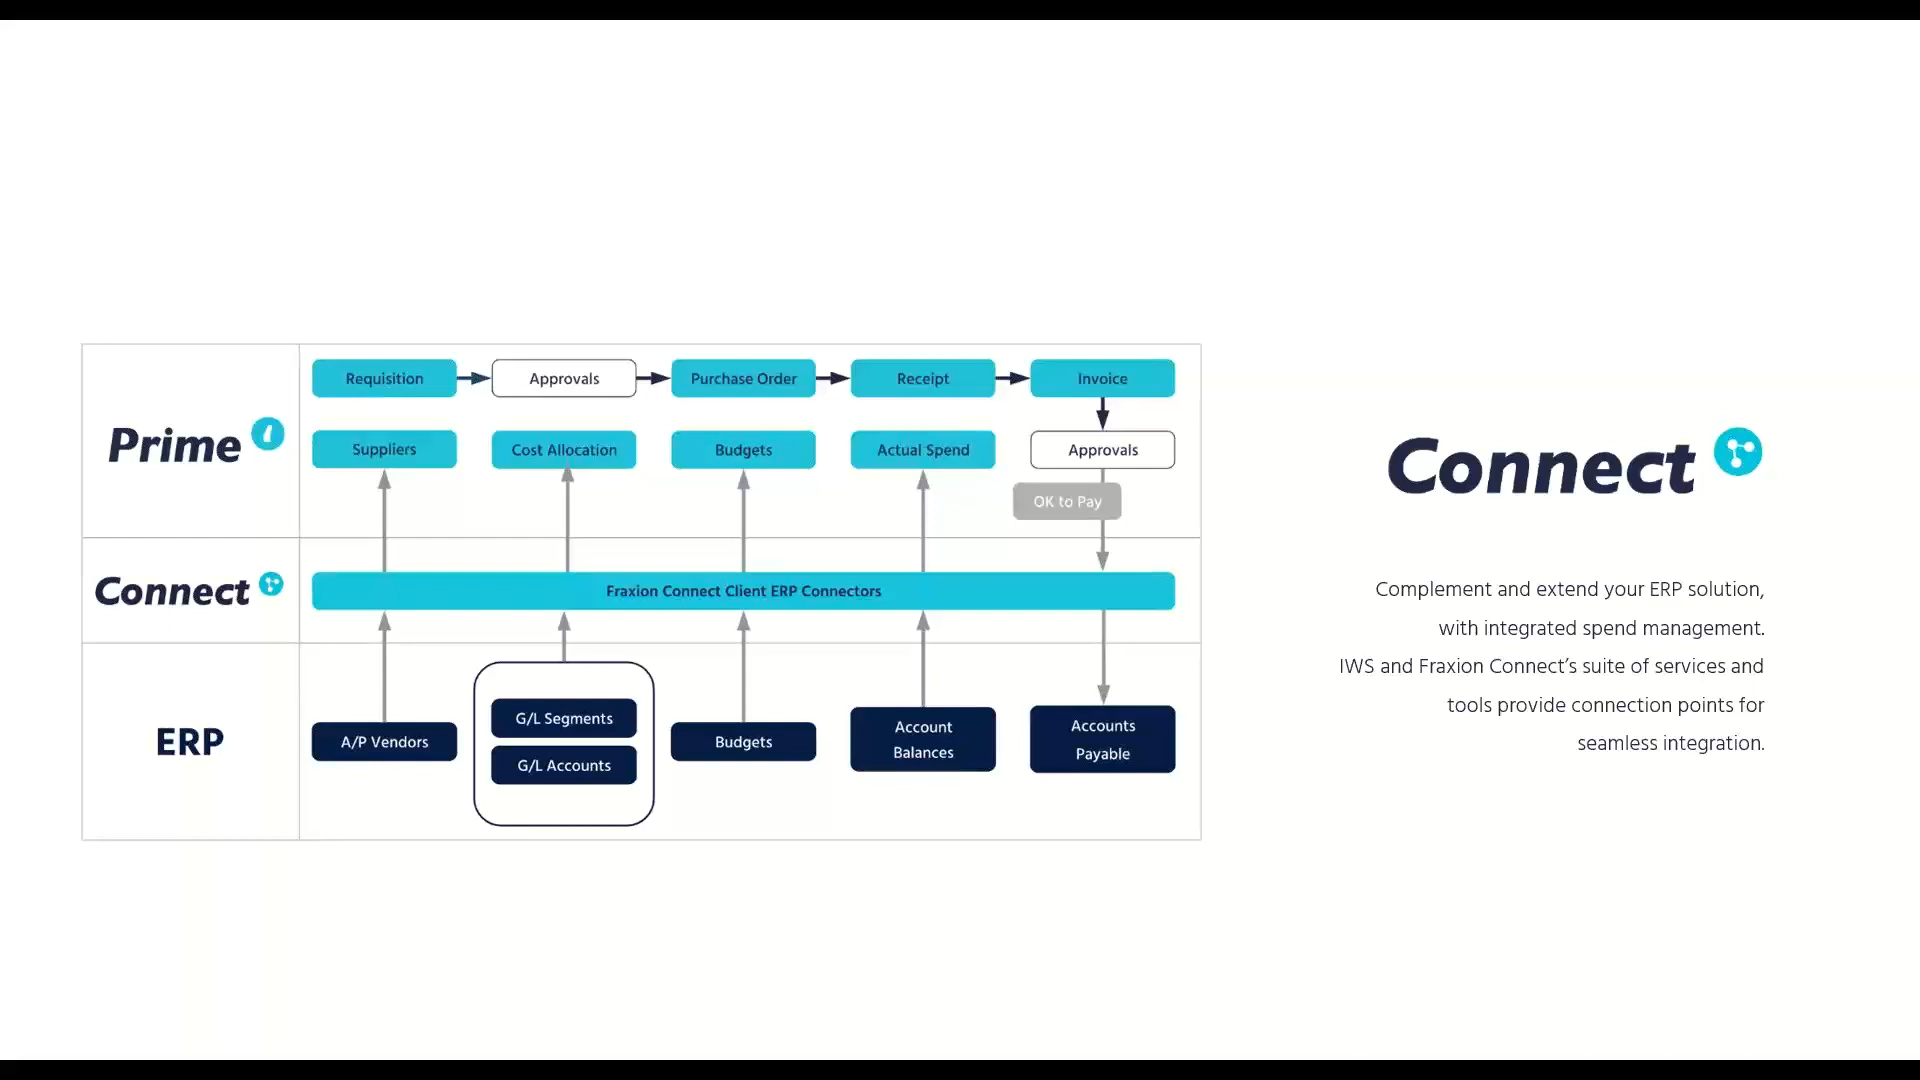 Requisition
Approvals
Purchase Order
Receipt
Invoice
Prime
Suppliers
Cost Allocation
Budgets
Actual Spend
Approvals
OK to Pay
Connect
Fraxion Connect Client ERP Connectors
ERP
A/P Vendors
G/L Segments
G/L Accounts
Budgets
Account
Balances
Accounts
Payable
Connect
Complement and extend your ERP solution,
with integrated spend management.
IWS and Fraxion Connect’s suite of services and
tools provide connection points for
seamless integration.